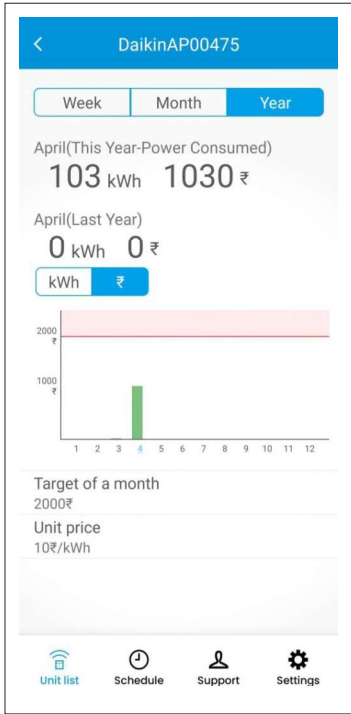 DaikinAP00475
Week Month Year
April(This Year-Power Consumed)
103 kWh 1030 ₹
April(Last Year)
0 kWh 0 ₹
kWh ₹
2000
₹
1000
₹
1 2 3 4 5 6 7 8 9 10 11 12
Target of a month
2000₹
Unit price
10₹/kWh
Unit list Schedule Support Settings